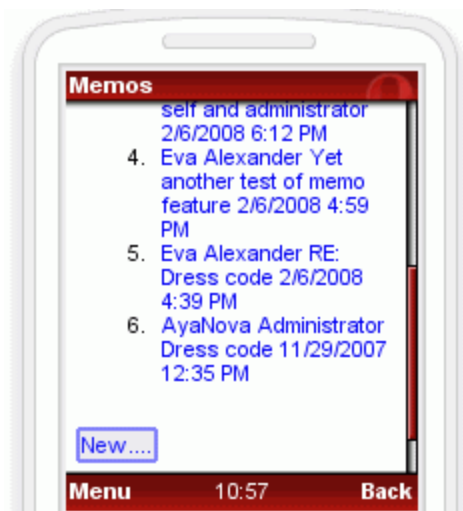 Memos
self and administrator
2/6/2008 6:12 PM
4. Eva Alexander Yet
another test of memo
feature 2/6/2008 4:59
PM
5. Eva Alexander RE:
Dress code 2/6/2008
4:39 PM
6. AyaNova Administrator
Dress code 11/29/2007
12:35 PM
New....
Menu 10:57 Back